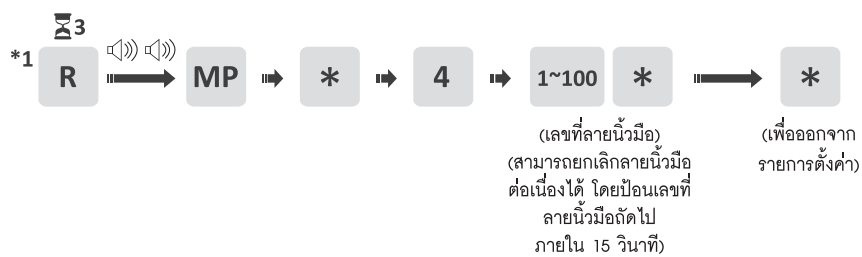 3
*1 R MP * 4 1~100 * *
(เลขที่ลายนิ้วมือ)
(สามารถยกเลิกลายนิ้วมือ
ต่อเนื่องได้ โดยป้อนเลขที่
ลายนิ้วมือถัดไป
ภายใน 15 วินาที)
(เพื่อออกจาก
รายการตั้งค่า)